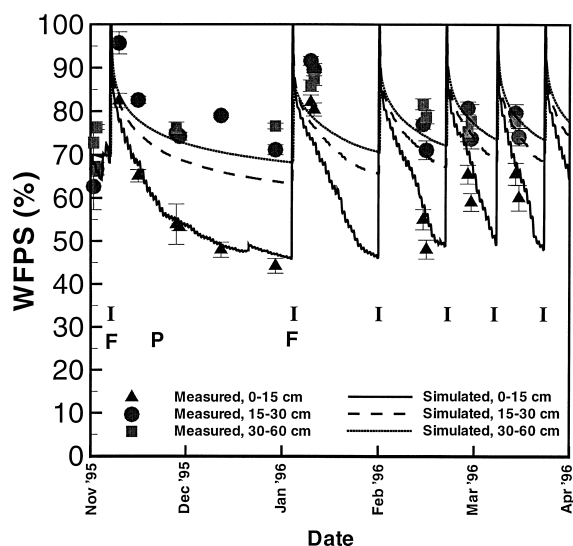 100
90
80
70
60
50
40
30
20
10
0
WFPS (%)
I I I I I I
F P F
Measured, 0-15 cm Simulated, 0-15 cm
Measured, 15-30 cm Simulated, 15-30 cm
Measured, 30-60 cm Simulated, 30-60 cm
Nov '95 Dec '95 Jan '96 Feb '96 Mar '96 Apr '96
Date